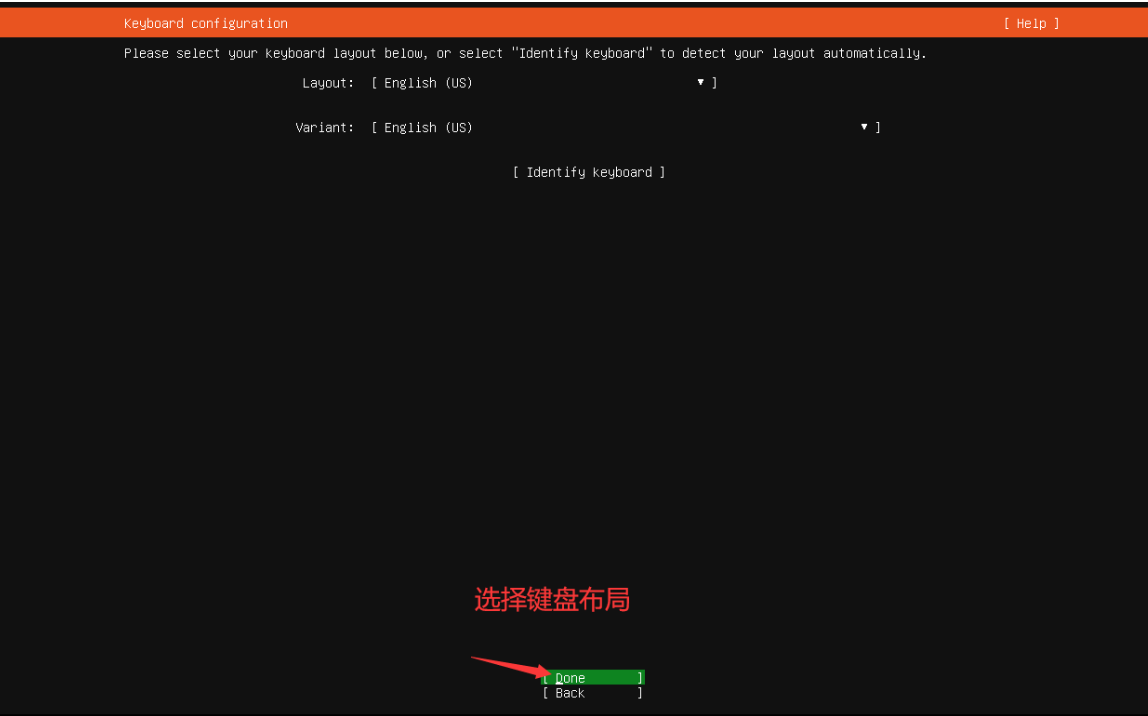 Keyboard configuration [ Help ]
Please select your keyboard layout below, or select "Identify keyboard" to detect your layout automatically.
Layout: [ English (US) ▼ ]
Variant: [ English (US) ▼ ]
[ Identify keyboard ]
选择键盘布局
[ Done ]
[ Back ]